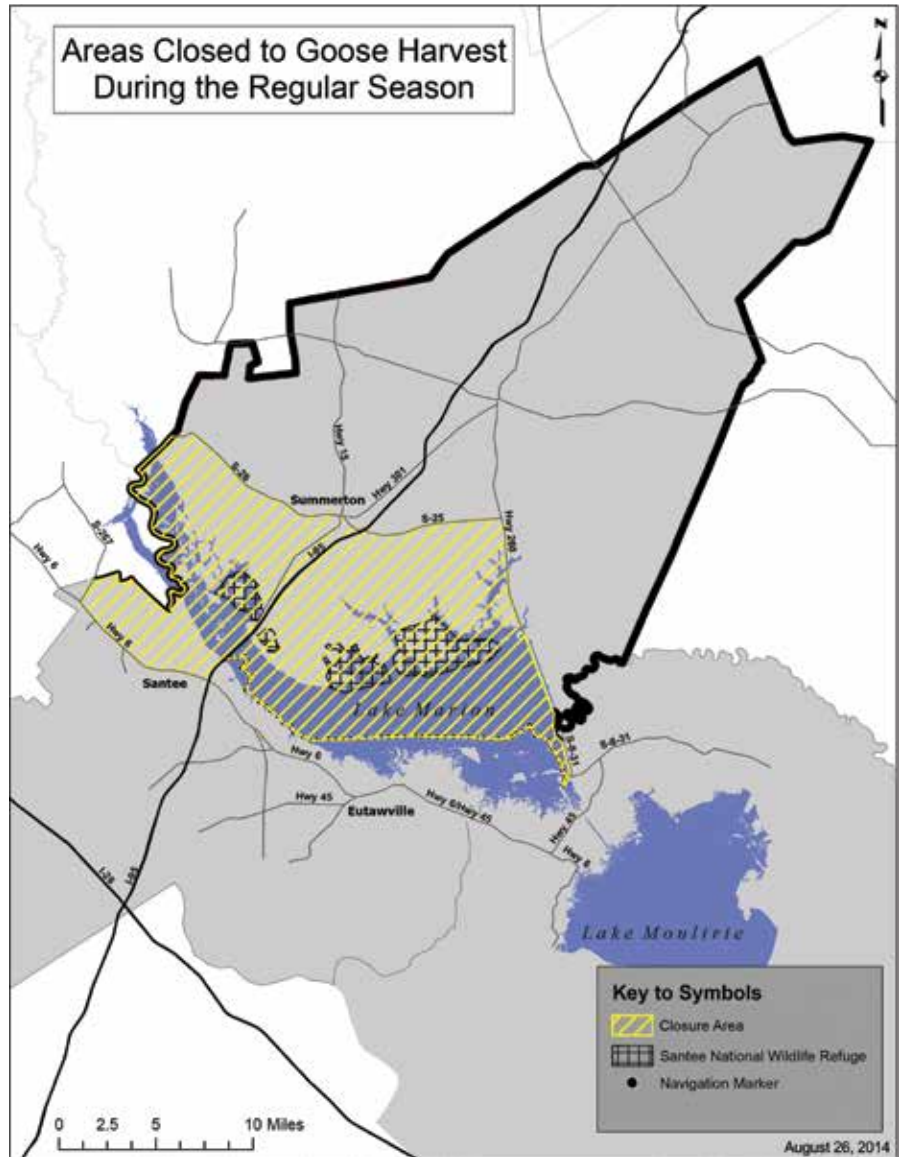 Areas Closed to Goose Harvest
During the Regular Season
N
Hwy 15
S-26
Hwy 301
Summerton
S-25
I-95
Hwy 260
S-267
Hwy 6
Hwy 6
Santee
Lake Marion
S-8-31
S-8-31
Hwy 6
Hwy 45
Eutawville
Hwy 6/Hwy 45
Hwy 45
Hwy 6
I-26
I-95
Lake Moultrie
Key to Symbols
Closure Area
Santee National Wildlife Refuge
Navigation Marker
0 2.5 5 10 Miles
August 26, 2014